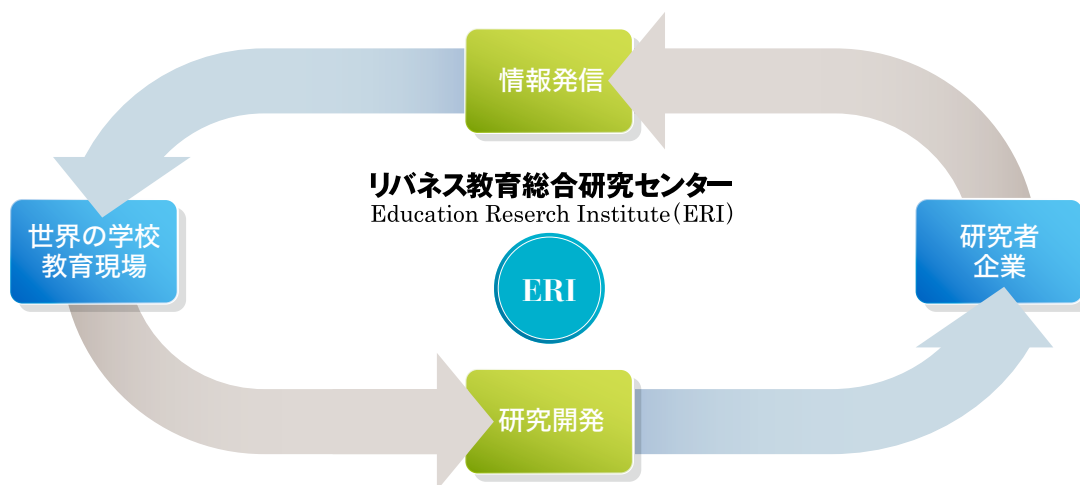 情報発信
リバネス教育総合研究センター
Education Reserch Institute(ERI)
世界の学校
教育現場
研究者
企業
ERI
研究開発